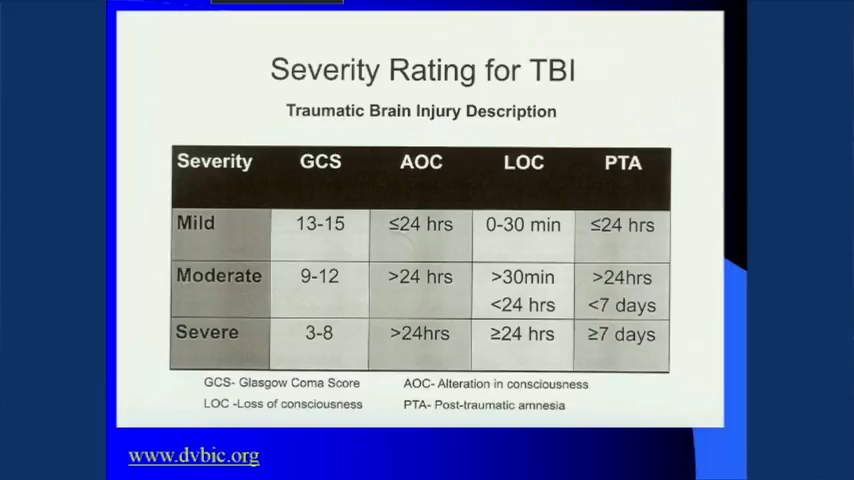 Severity Rating for TBI
Traumatic Brain Injury Description
Severity GCS AOC LOC PTA
Mild 13-15 ≤24 hrs 0-30 min ≤24 hrs
Moderate 9-12 >24 hrs >30min >24hrs
<24 hrs <7 days
Severe 3-8 >24hrs ≥24 hrs ≥7 days
GCS- Glasgow Coma Score AOC- Alteration in consciousness
LOC -Loss of consciousness PTA- Post-traumatic amnesia
www.dvbic.org